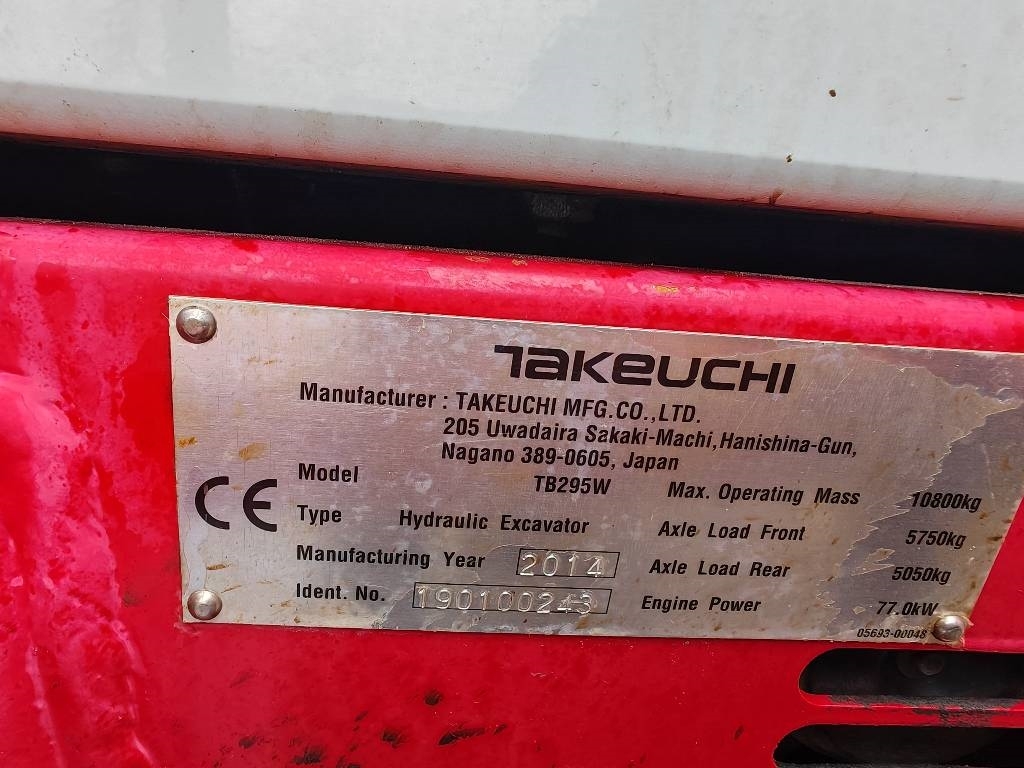 TAKEUCHI
Manufacturer : TAKEUCHI MFG.CO.,LTD.
205 Uwadaira Sakaki-Machi,Hanishina-Gun,
Nagano 389-0605, Japan
Model TB295W Max. Operating Mass 10800kg
CE Type Hydraulic Excavator Axle Load Front 5750kg
Manufacturing Year 2014 Axle Load Rear 5050kg
Ident. No. 190100243 Engine Power 77.0kW
05693-00048